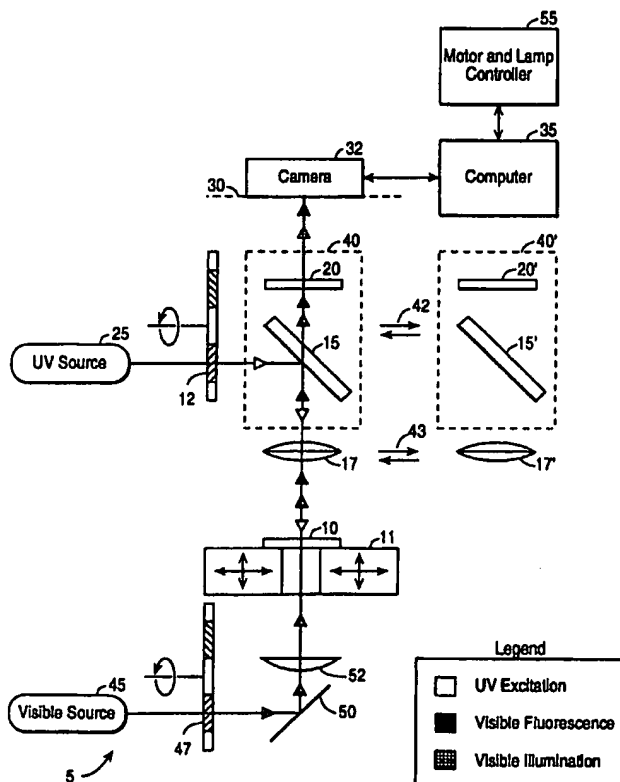 55
Motor and Lamp
Controller
32
35
Camera
Computer
30
40
40'
20
20'
42
25
15
15'
UV Source
12
43
17
17'
10
11
52
Legend
45
UV Excitation
Visible Source
50
Visible Fluorescence
47
Visible Illumination
5